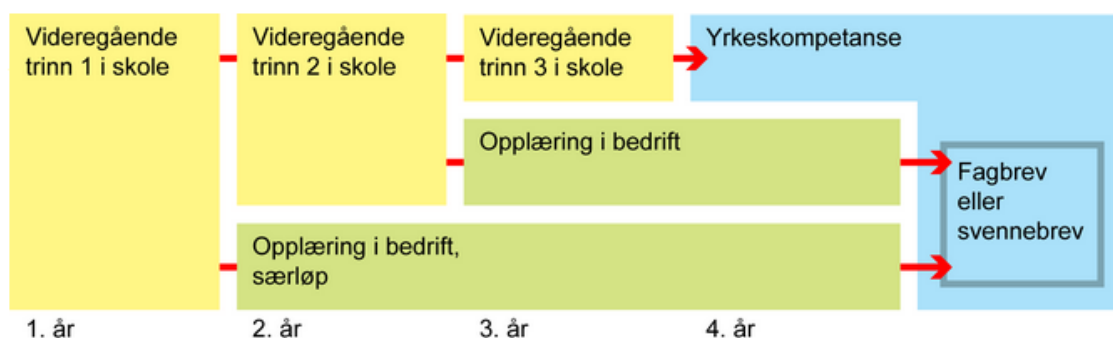 Videregående
trinn 1 i skole
Videregående
trinn 2 i skole
Videregående
trinn 3 i skole
Yrkeskompetanse
Opplæring i bedrift
Fagbrev
eller
svennebrev
Opplæring i bedrift,
særløp
1. år
2. år
3. år
4. år